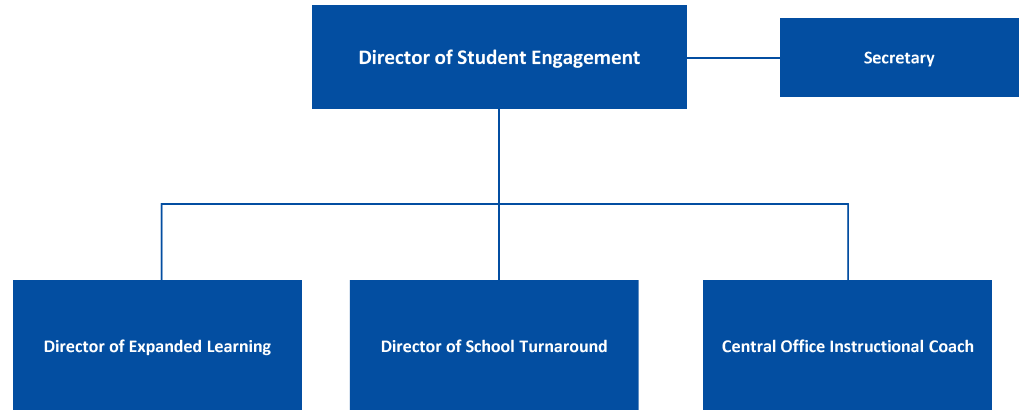 Director of Student Engagement
Secretary
Director of Expanded Learning
Director of School Turnaround
Central Office Instructional Coach